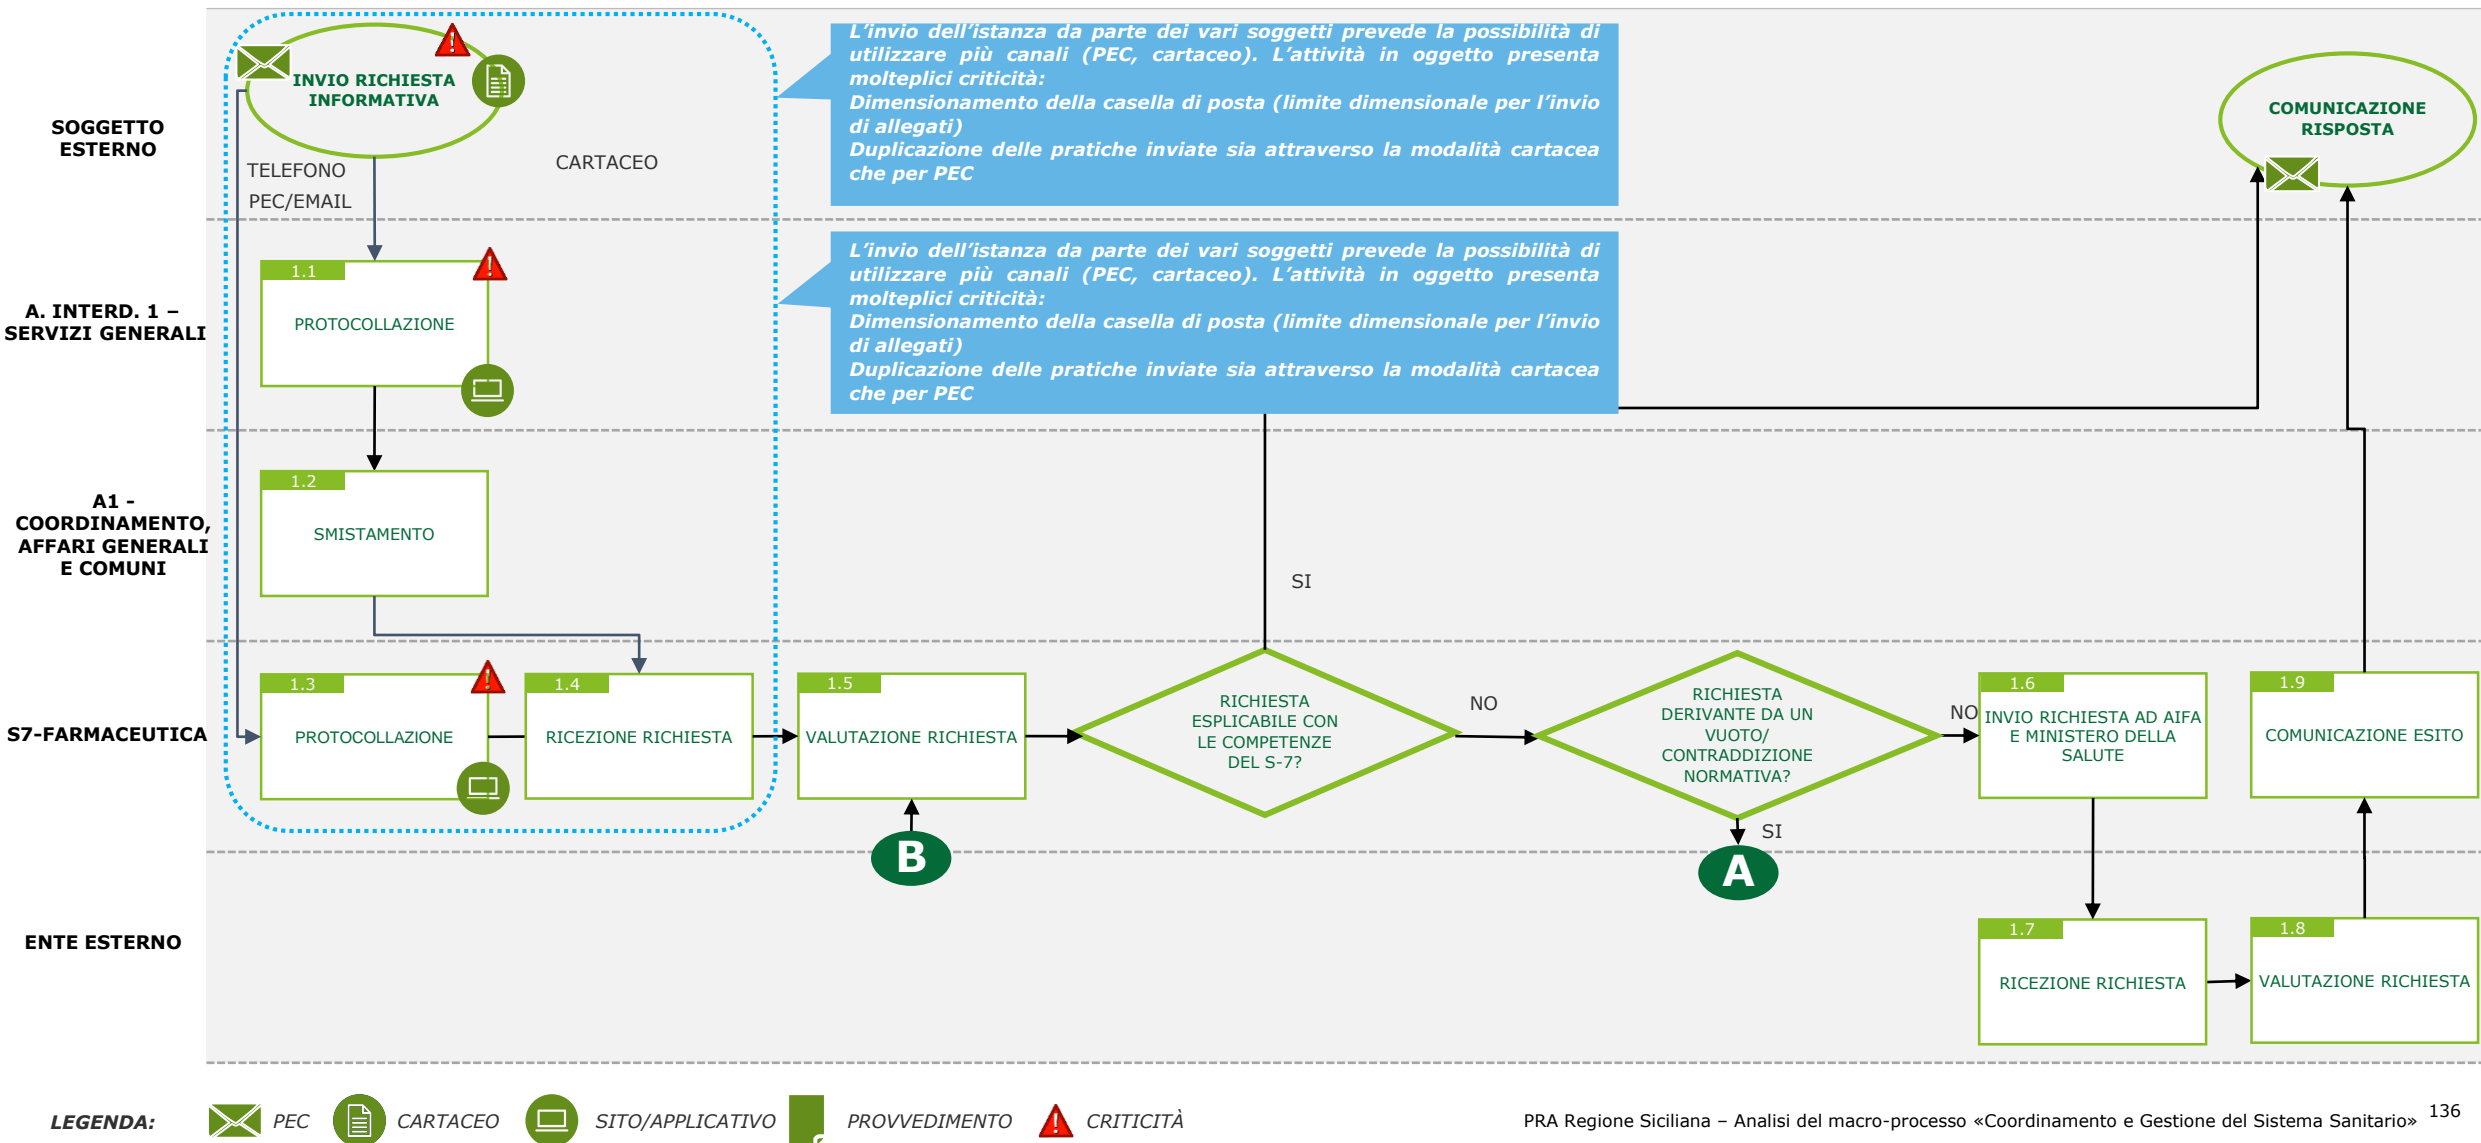 L'invio dell'istanza da parte dei vari soggetti prevede la possibilità di
utilizzare più canali (PEC, cartaceo). L'attività in oggetto presenta
molteplici criticità:
Dimensionamento della casella di posta (limite dimensionale per l'invio
di allegati)
Duplicazione delle pratiche inviate sia attraverso la modalità cartacea
che per PEC
INVIO RICHIESTA
INFORMATIVA
COMUNICAZIONE
RISPOSTA
SOGGETTO
ESTERNO
TELEFONO
PEC/EMAIL
CARTACEO
L'invio dell'istanza da parte dei vari soggetti prevede la possibilità di
utilizzare più canali (PEC, cartaceo). L'attività in oggetto presenta
molteplici criticità:
Dimensionamento della casella di posta (limite dimensionale per l'invio
di allegati)
Duplicazione delle pratiche inviate sia attraverso la modalità cartacea
che per PEC
A. INTERD. 1 –
SERVIZI GENERALI
1.1
PROTOCOLLAZIONE
A1 -
COORDINAMENTO,
AFFARI GENERALI
E COMUNI
1.2
SMISTAMENTO
SI
S7-FARMACEUTICA
1.3
PROTOCOLLAZIONE
1.4
RICEZIONE RICHIESTA
1.5
VALUTAZIONE RICHIESTA
RICHIESTA
ESPLICABILE CON
LE COMPETENZE
DEL S-7?
NO
RICHIESTA
DERIVANTE DA UN
VUOTO/
CONTRADDIZIONE
NORMATIVA?
NO
1.6
INVIO RICHIESTA AD AIFA
E MINISTERO DELLA
SALUTE
1.9
COMUNICAZIONE ESITO
SI
B
A
ENTE ESTERNO
1.7
RICEZIONE RICHIESTA
1.8
VALUTAZIONE RICHIESTA
LEGENDA:
PEC
CARTACEO
SITO/APPLICATIVO
PROVVEDIMENTO
CRITICITÀ
PRA Regione Siciliana – Analisi del macro-processo «Coordinamento e Gestione del Sistema Sanitario» 136